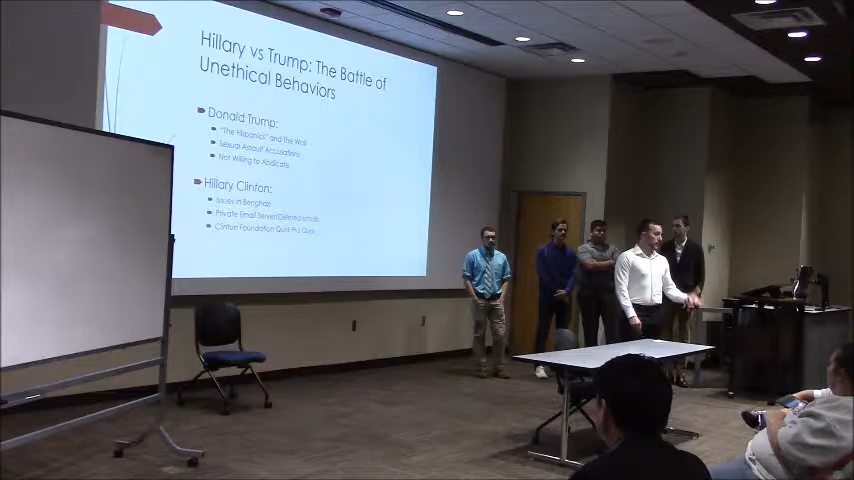 Hillary vs Trump: The Battle of
Unethical Behaviors
Donald Trump:
"The Hispanics" and The Wall
Sexual Assault Accusations
Not Willing to Abdicate
Hillary Clinton:
Issues in Benghazi
Private Email Server/Deleted Emails
Clinton Foundation Quid Pro Quo